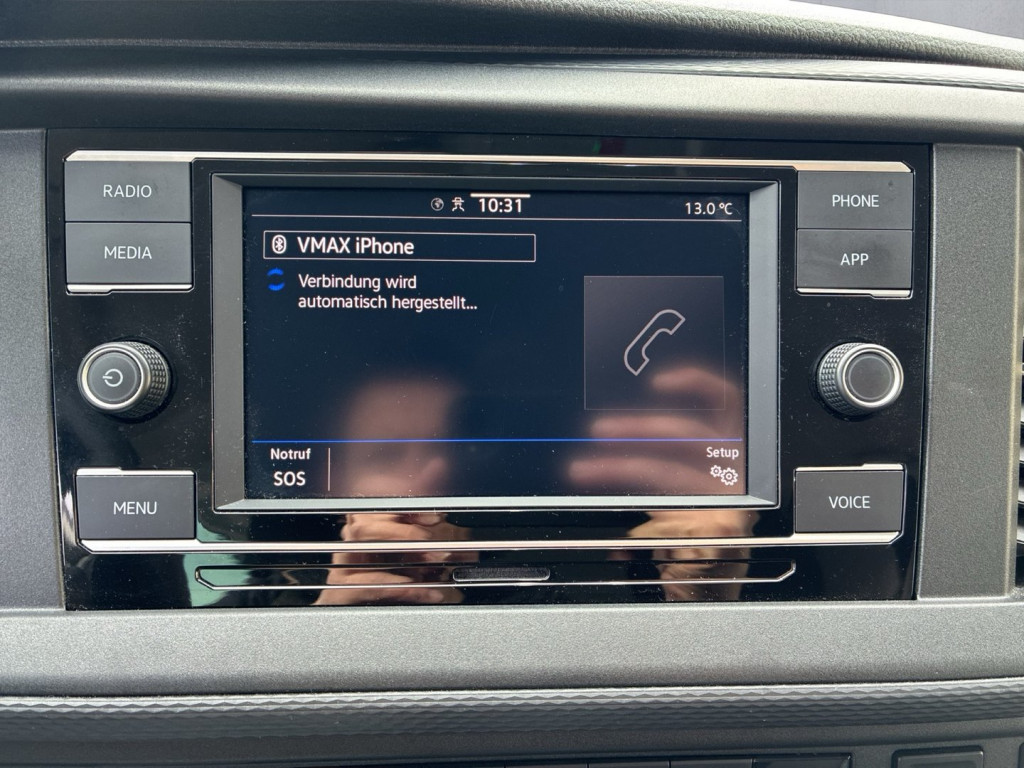 RADIO
MEDIA
MENU
10:31
13.0 °C
VMAX iPhone
Verbindung wird
automatisch hergestellt...
Notruf
SOS
Setup
PHONE
APP
VOICE